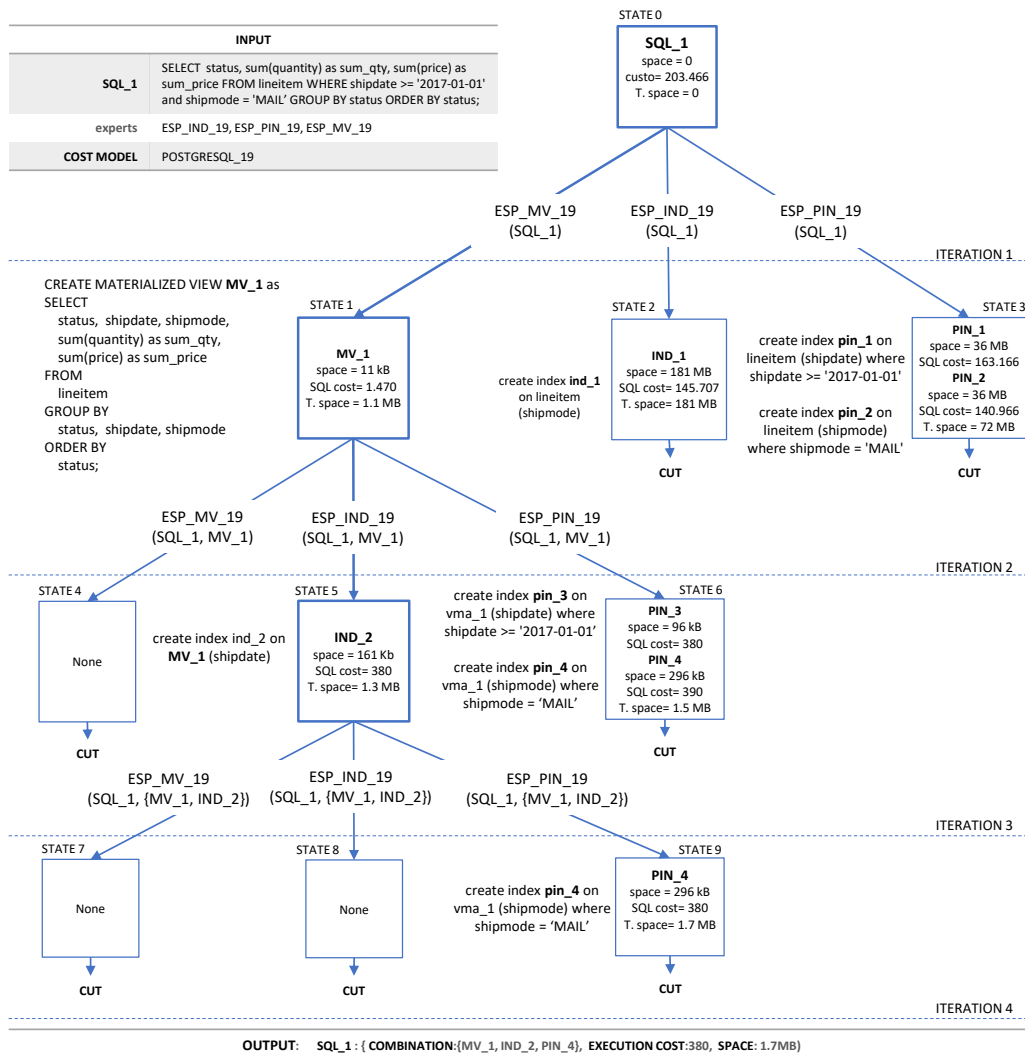 INPUT
SQL_1
SELECT status, sum(quantity) as sum_qty, sum(price) as
sum_price FROM lineitem WHERE shipdate >= '2017-01-01'
and shipmode = 'MAIL' GROUP BY status ORDER BY status;
experts
ESP_IND_19, ESP_PIN_19, ESP_MV_19
COST MODEL
POSTGRESQL_19
STATE 0
SQL_1
space = 0
custo= 203.466
T. space = 0
ESP_MV_19
(SQL_1)
ESP_IND_19
(SQL_1)
ESP_PIN_19
(SQL_1)
ITERATION 1
CREATE MATERIALIZED VIEW MV_1 as
SELECT
status, shipdate, shipmode,
sum(quantity) as sum_qty,
sum(price) as sum_price
FROM
lineitem
GROUP BY
status, shipdate, shipmode
ORDER BY
status;
STATE 1
MV_1
space = 11 kB
SQL cost= 1.470
T. space = 1.1 MB
create index ind_1
on lineitem
(shipmode)
STATE 2
IND_1
space = 181 MB
SQL cost= 145.707
T. space = 181 MB
CUT
create index pin_1 on
lineitem (shipdate) where
shipdate >= '2017-01-01'
create index pin_2 on
lineitem (shipmode)
where shipmode = 'MAIL'
STATE 3
PIN_1
space = 36 MB
SQL cost= 163.166
PIN_2
space = 36 MB
SQL cost= 140.966
T. space = 72 MB
CUT
ESP_MV_19
(SQL_1, MV_1)
ESP_IND_19
(SQL_1, MV_1)
ESP_PIN_19
(SQL_1, MV_1)
ITERATION 2
STATE 4
None
CUT
create index ind_2 on
MV_1 (shipdate)
STATE 5
IND_2
space = 161 Kb
SQL cost= 380
T. space= 1.3 MB
create index pin_3 on
vma_1 (shipdate) where
shipdate >= '2017-01-01’
create index pin_4 on
vma_1 (shipmode) where
shipmode = ‘MAIL’
STATE 6
PIN_3
space = 96 kB
SQL cost= 380
PIN_4
space = 296 kB
SQL cost= 390
T. space= 1.5 MB
CUT
ESP_MV_19
(SQL_1, {MV_1, IND_2})
ESP_IND_19
(SQL_1, {MV_1, IND_2})
ESP_PIN_19
(SQL_1, {MV_1, IND_2})
ITERATION 3
STATE 7
None
CUT
STATE 8
None
CUT
create index pin_4 on
vma_1 (shipmode) where
shipmode = ‘MAIL’
STATE 9
PIN_4
space = 296 kB
SQL cost= 380
T. space= 1.7 MB
CUT
ITERATION 4
OUTPUT: SQL_1 : { COMBINATION:{MV_1, IND_2, PIN_4}, EXECUTION COST:380, SPACE: 1.7MB)